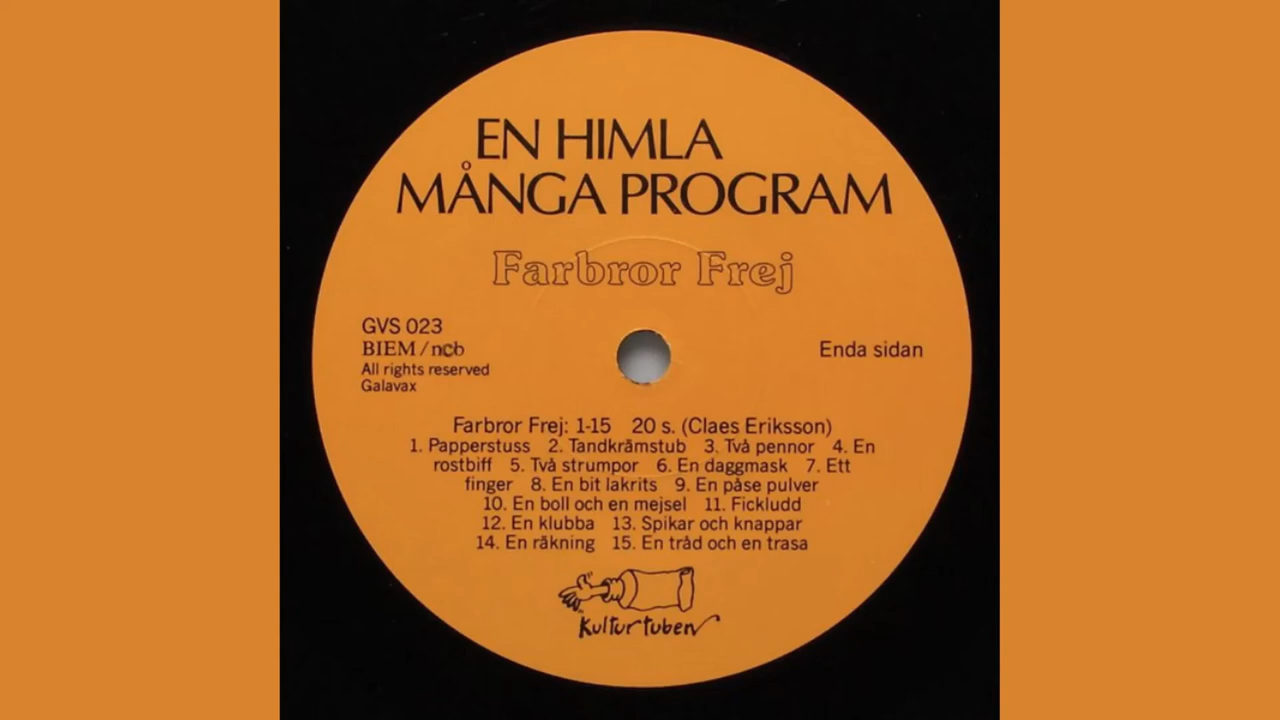 EN HIMLA
MÅNGA PROGRAM
Farbror Frej
GVS 023
BIEM/ncb
All rights reserved
Galavax
Enda sidan
Farbror Frej: 1-15 20 s. (Claes Eriksson)
1. Papperstuss 2. Tandkrämstub 3. Två pennor 4. En
rostbiff 5. Två strumpor 6. En daggmask 7. Ett
finger 8. En bit lakrits 9. En påse pulver
10. En boll och en mejsel 11. Fickludd
12. En klubba 13. Spikar och knappar
14. En räkning 15. En tråd och en trasa
Kulturtuben